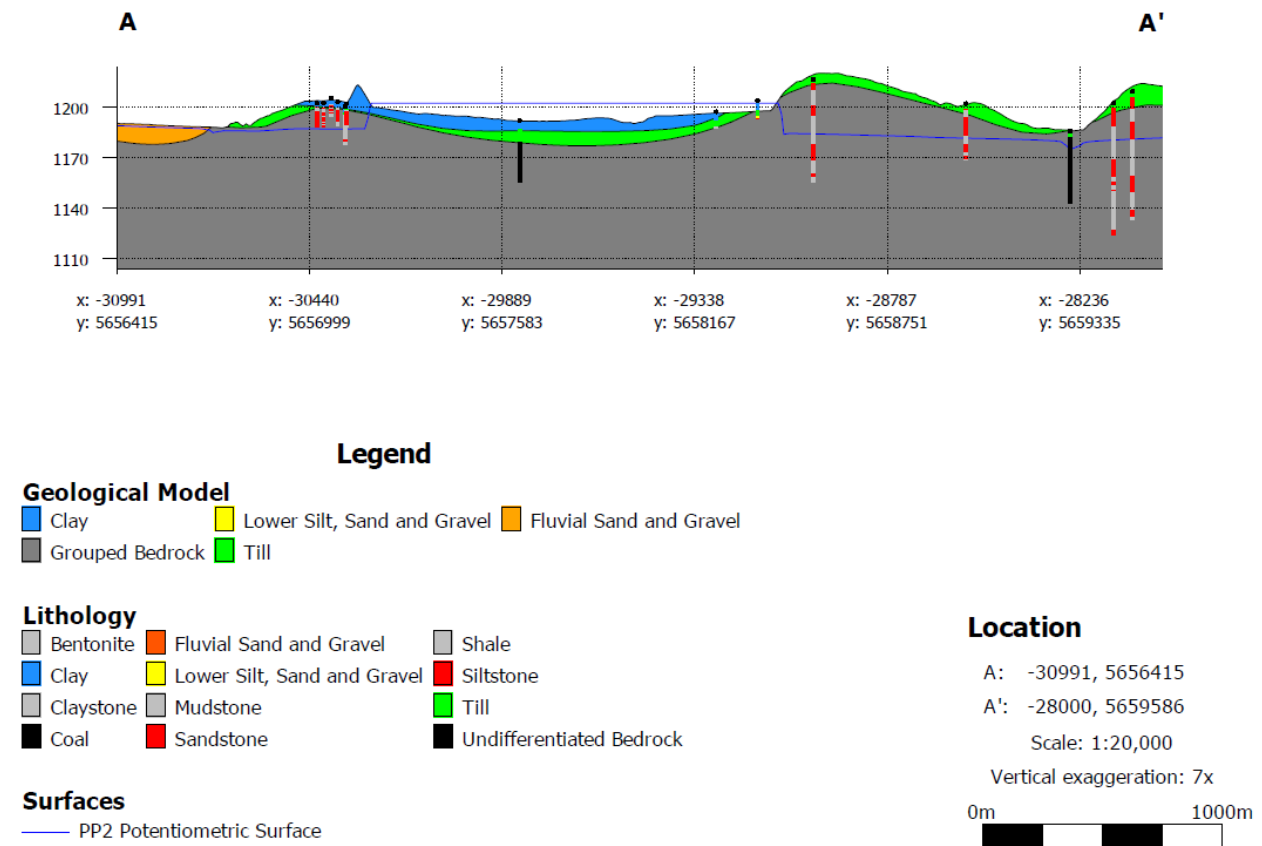 A A'
1200
1170
1140
1110
x: -30991 x: -30440 x: -29889 x: -29338 x: -28787 x: -28236
y: 5656415 y: 5656999 y: 5657583 y: 5658167 y: 5658751 y: 5659335
Legend
Geological Model
Clay Lower Silt, Sand and Gravel Fluvial Sand and Gravel
Grouped Bedrock Till
Lithology
Bentonite Fluvial Sand and Gravel Shale
Clay Lower Silt, Sand and Gravel Siltstone
Claystone Mudstone Till
Coal Sandstone Undifferentiated Bedrock
Surfaces
PP2 Potentiometric Surface
Location
A: -30991, 5656415
A': -28000, 5659586
Scale: 1:20,000
Vertical exaggeration: 7x
0m 1000m